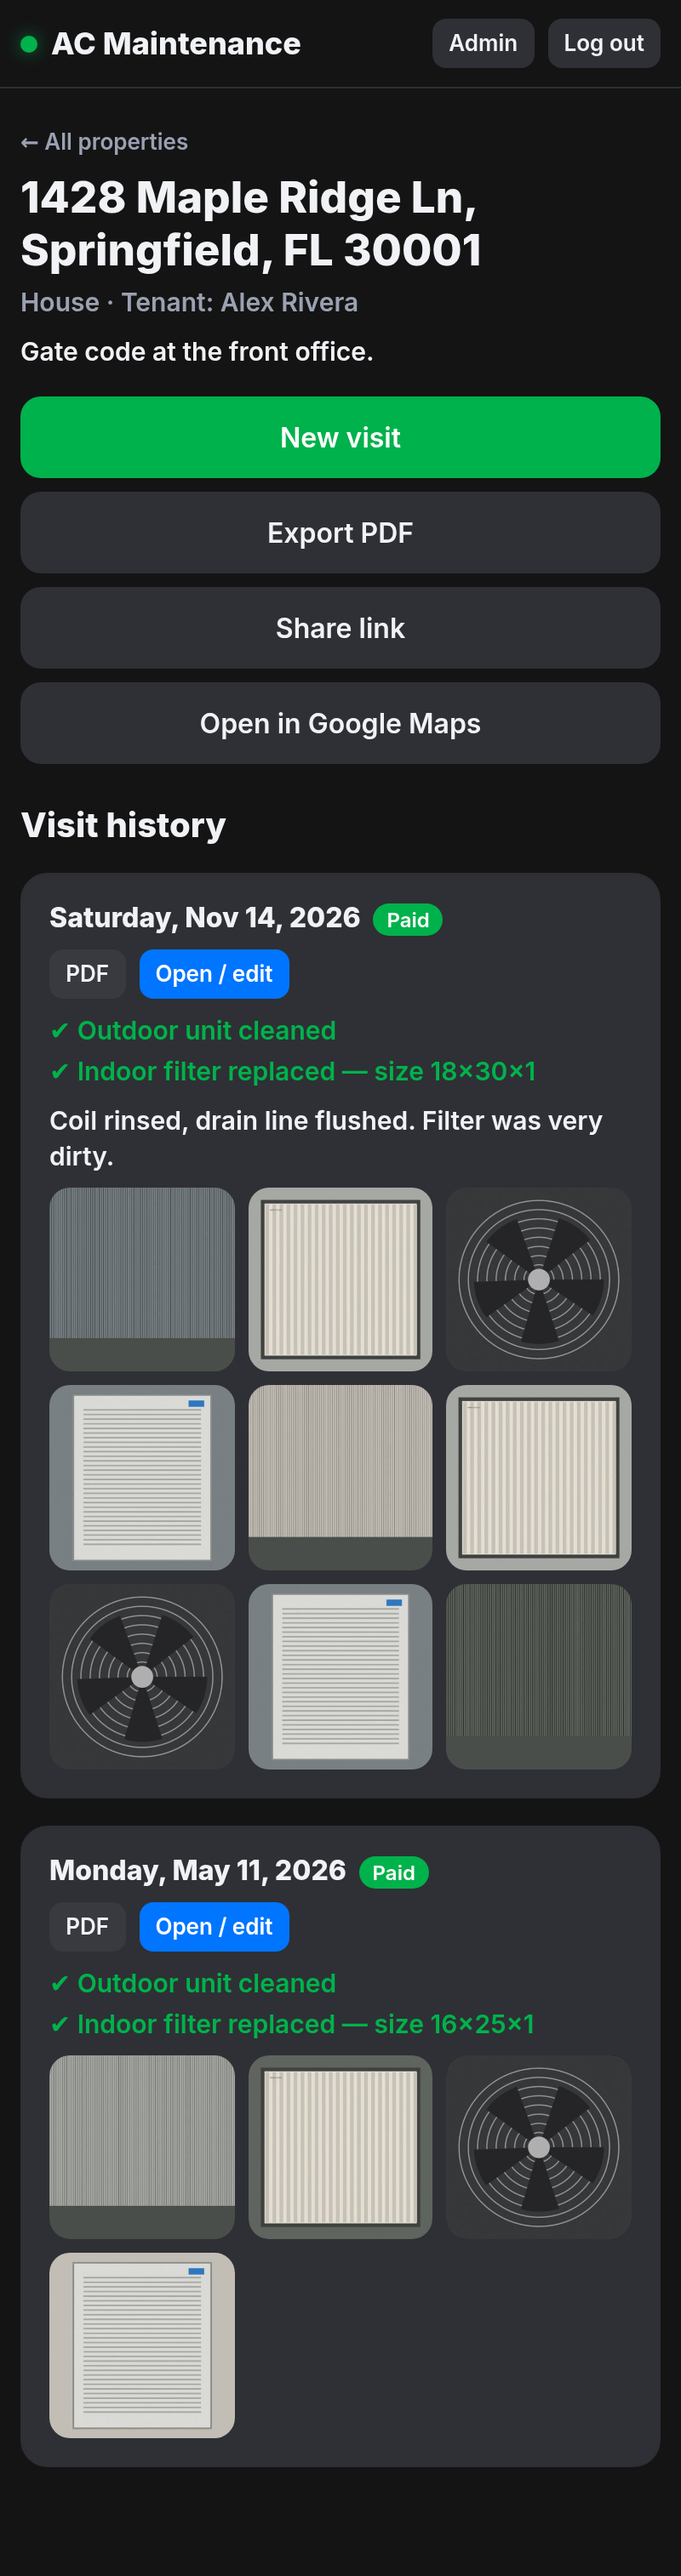 AC Maintenance
Admin
Log out
← All properties
1428 Maple Ridge Ln,
Springfield, FL 30001
House · Tenant: Alex Rivera
Gate code at the front office.
New visit
Export PDF
Share link
Open in Google Maps
Visit history
Saturday, Nov 14, 2026 Paid
PDF
Open / edit
✔ Outdoor unit cleaned
✔ Indoor filter replaced — size 18×30×1
Coil rinsed, drain line flushed. Filter was very
dirty.
Monday, May 11, 2026 Paid
PDF
Open / edit
✔ Outdoor unit cleaned
✔ Indoor filter replaced — size 16×25×1